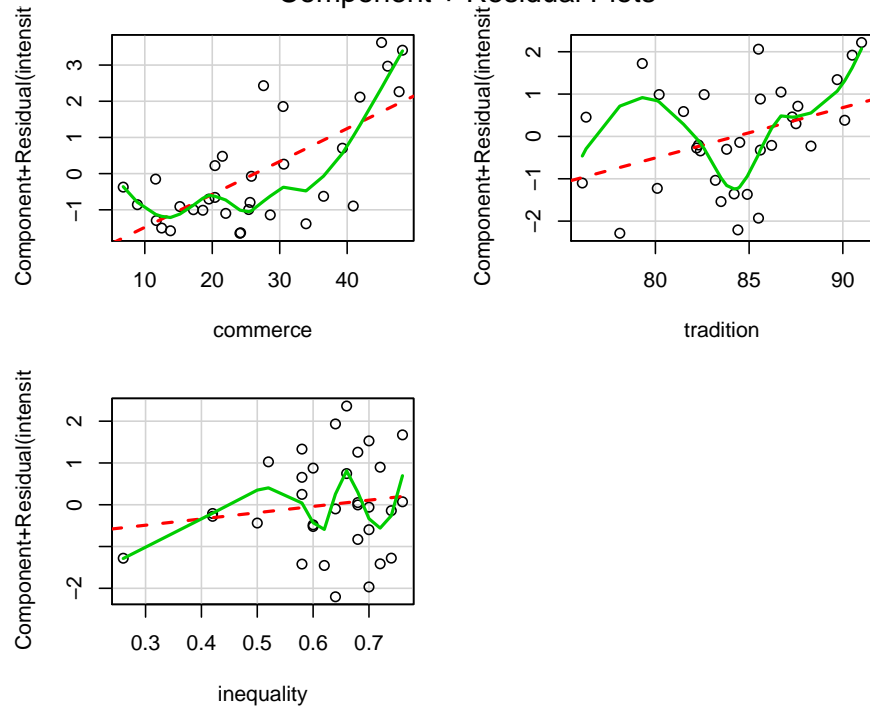 Component + Residual Plots
Component+Residual(intensit
3
2
1
0
−1
10 20 30 40
commerce
Component+Residual(intensit
2
1
0
−1
−2
80 85 90
tradition
Component+Residual(intensit
2
1
0
−2
0.3 0.4 0.5 0.6 0.7
inequality